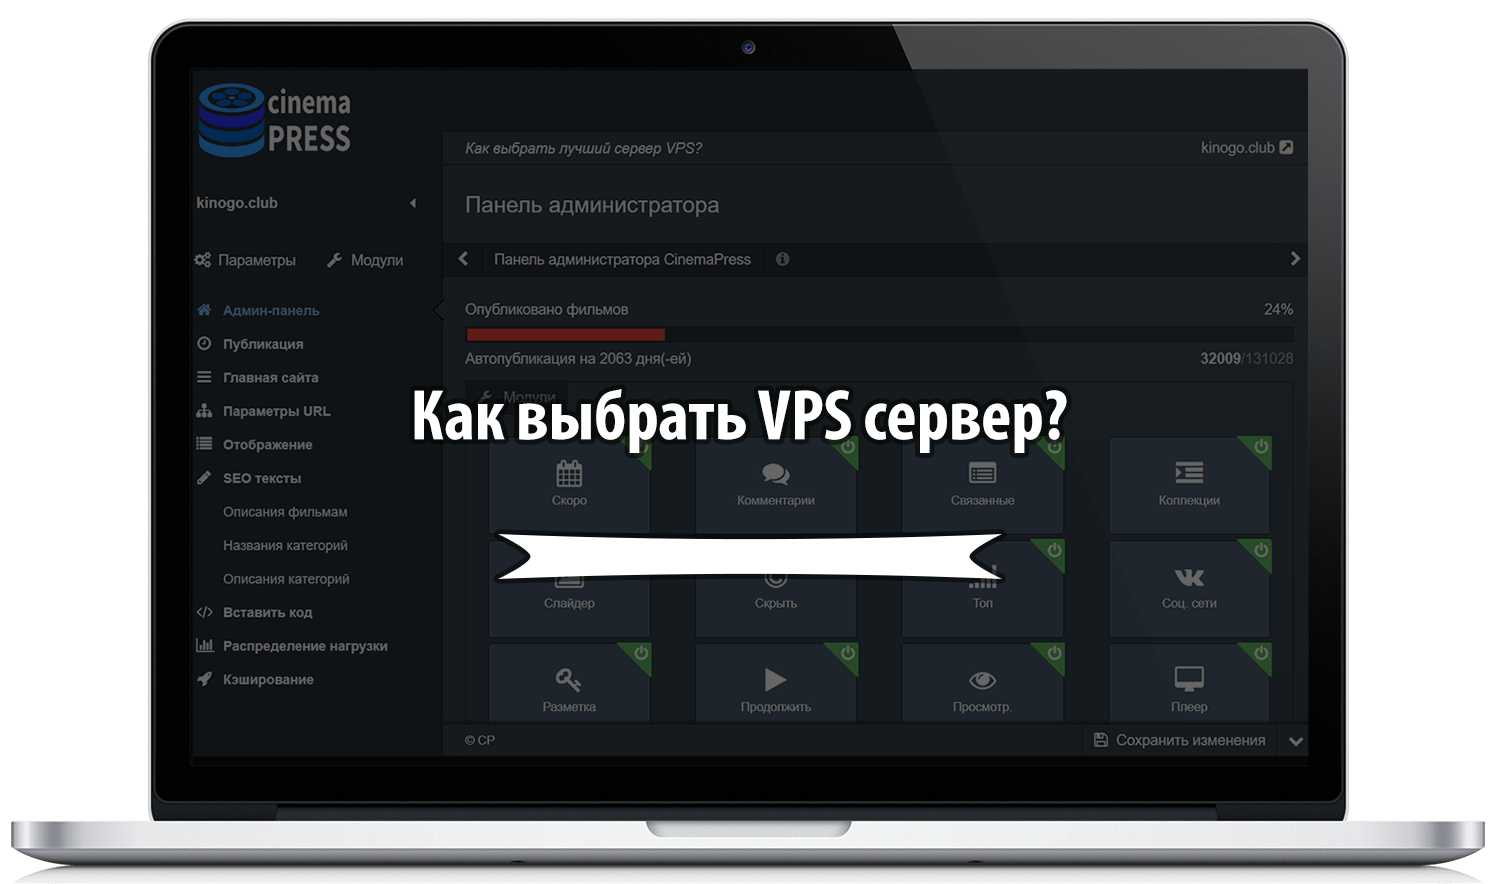 cinema
PRESS
Как выбрать лучший сервер VPS?
kinogo.club
kinogo.club
Панель администратора
Параметры
Модули
Панель администратора CinemaPress
Админ-панель
Публикация
Главная сайта
Параметры URL
Отображение
SEO тексты
Описания фильмам
Названия категорий
Описания категорий
Вставить код
Распределение нагрузки
Кэширование
Опубликовано фильмов
24%
Автопубликация на 2063 дня(-ей)
32009/131028
Модули
Как выбрать VPS сервер?
Скоро
Комментарии
Связанные
Коллекции
Слайдер
Скрыть
Топ
Соц. сети
Разметка
Продолжить
Просмотр.
Плеер
© CP
Сохранить изменения